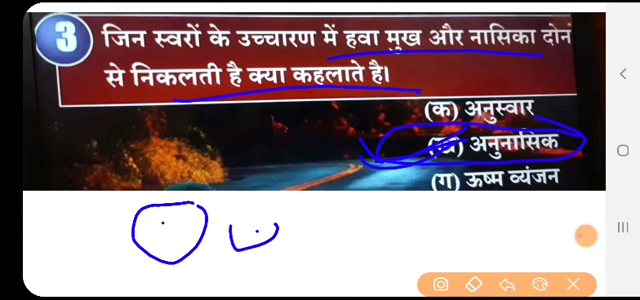 3 जिन स्वरों के उच्चारण में हवा मुख और नासिका दोनं
से निकलती है क्या कहलाते है।
(क) अनुस्वार
(ख) अनुनासिक
(ग) ऊष्म व्यंजन